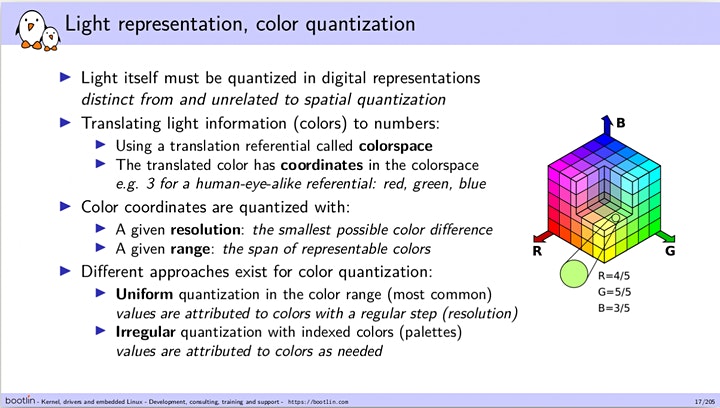 Light representation, color quantization
Light itself must be quantized in digital representations
distinct from and unrelated to spatial quantization
Translating light information (colors) to numbers:
Using a translation referential called colorspace
The translated color has coordinates in the colorspace
e.g. 3 for a human-eye-alike referential: red, green, blue
Color coordinates are quantized with:
A given resolution: the smallest possible color difference
A given range: the span of representable colors
Different approaches exist for color quantization:
Uniform quantization in the color range (most common)
values are attributed to colors with a regular step (resolution)
Irregular quantization with indexed colors (palettes)
values are attributed to colors as needed
B
R
G
R=4/5
G=5/5
B=3/5
bootlin - Kernel, drivers and embedded Linux - Development, consulting, training and support - https://bootlin.com
17/205